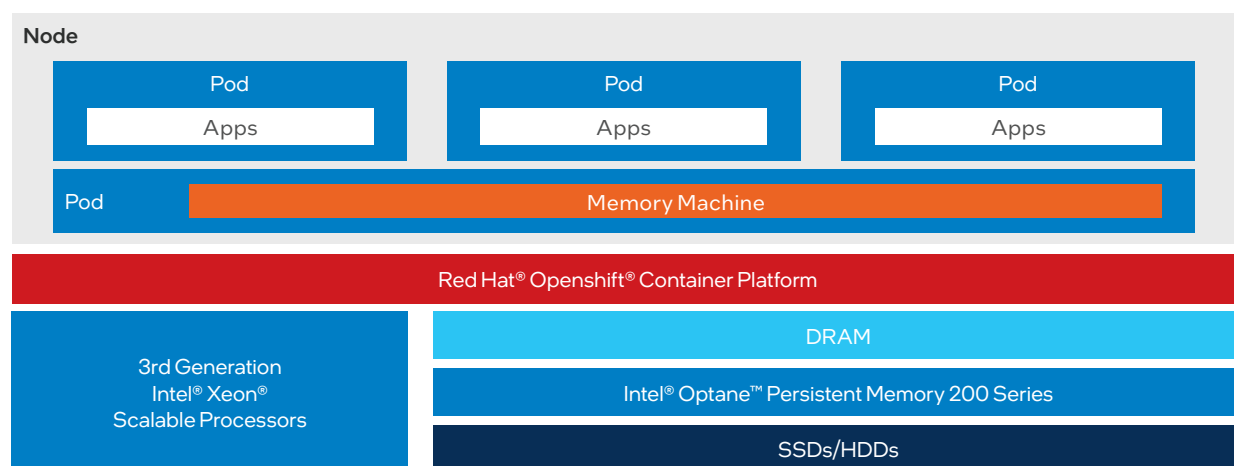 Node
Pod
Pod
Pod
Apps
Apps
Apps
Pod
Memory Machine
Red Hat® Openshift® Container Platform
3rd Generation
Intel® Xeon®
Scalable Processors
DRAM
Intel® Optane™ Persistent Memory 200 Series
SSDs/HDDs